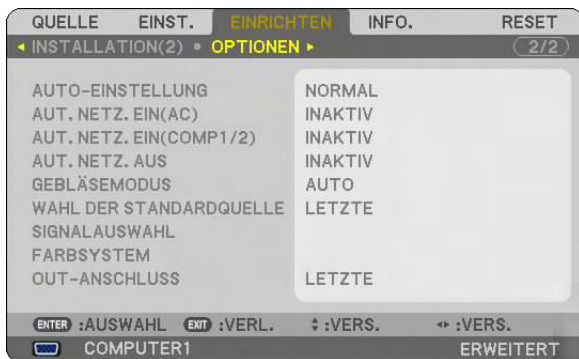 QUELLE EINST. EINRICHTEN INFO. RESET
◂ INSTALLATION(2) • OPTIONEN ▸ 2/2
AUTO-EINSTELLUNG NORMAL
AUT. NETZ. EIN(AC) INAKTIV
AUT. NETZ. EIN(COMP1/2) INAKTIV
AUT. NETZ. AUS INAKTIV
GEBLÄSEMODUS AUTO
WAHL DER STANDARDQUELLE LETZTE
SIGNALAUSWAHL
FARBSYSTEM
OUT-ANSCHLUSS LETZTE
ENTER :AUSWAHL EXIT :VERL. :VERS. :VERS.
COMPUTER1 ERWEITERT